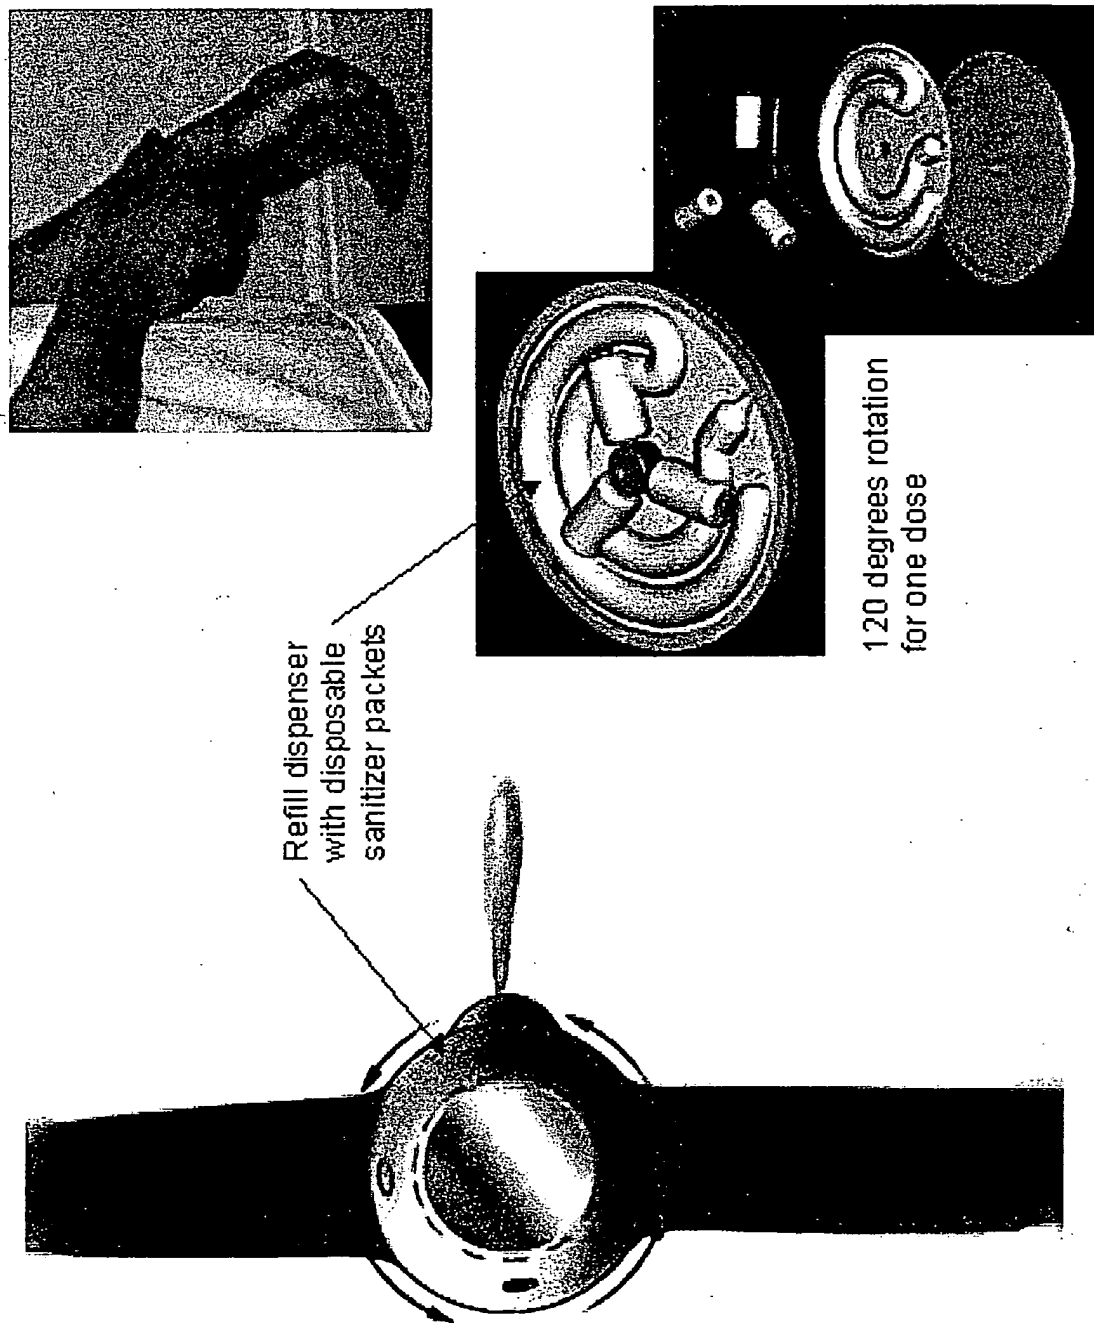 Refill dispenser
with disposable
sanitizer packets
120 degrees rotation
for one dose